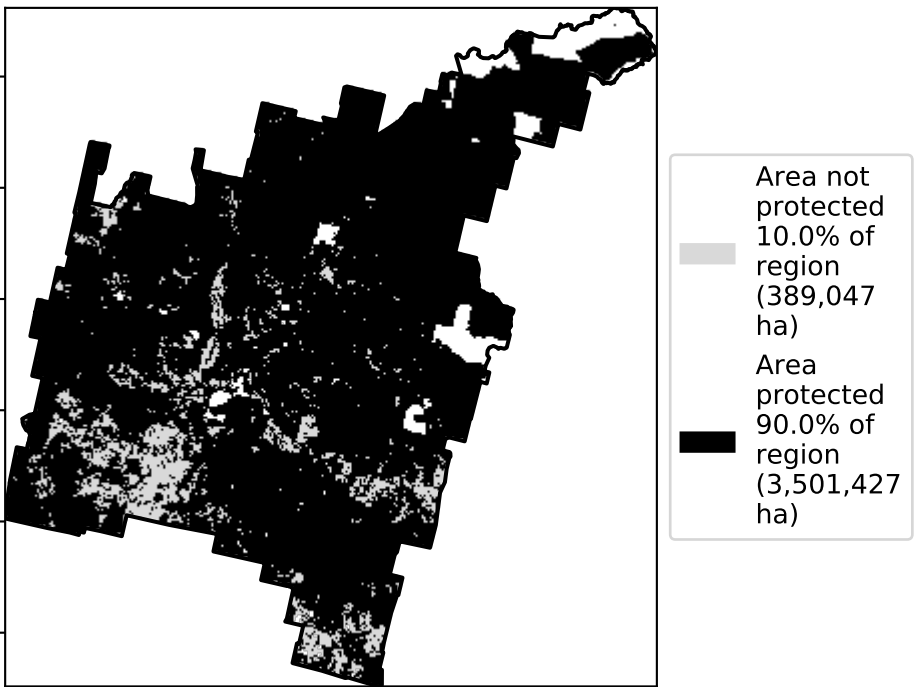 Area not
protected
10.0% of
region
(389,047
ha)
Area
protected
90.0% of
region
(3,501,427
ha)